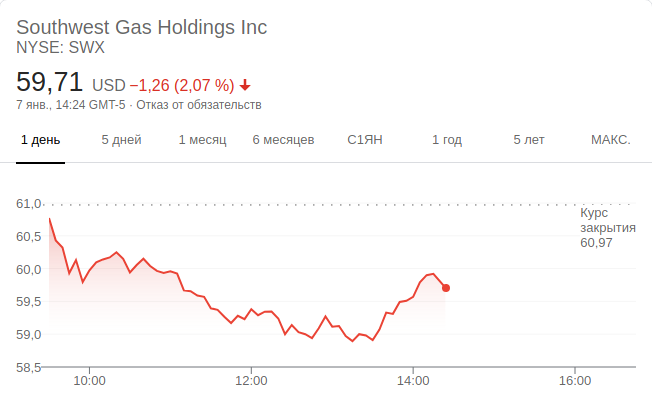 Southwest Gas Holdings Inc
NYSE: SWX
59,71 USD −1,26 (2,07 %)
7 янв., 14:24 GMT-5 · Отказ от обязательств
1 день 5 дней 1 месяц 6 месяцев С1ЯН 1 год 5 лет МАКС.
61,0
Курс
закрытия
60,97
60,5
60,0
59,5
59,0
58,5
10:00 12:00 14:00 16:00